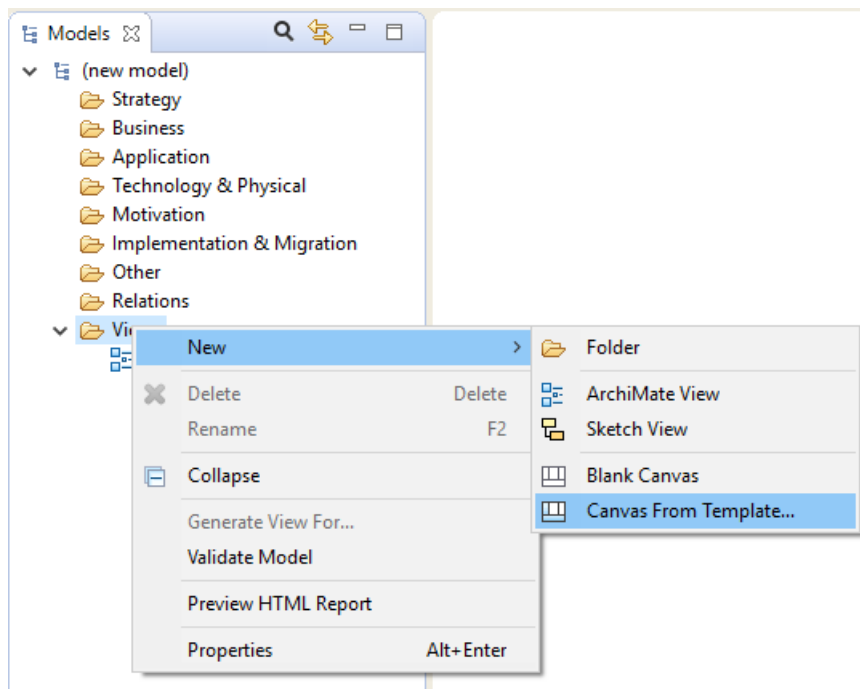 Models
(new model)
Strategy
Business
Application
Technology & Physical
Motivation
Implementation & Migration
Other
Relations
New
Delete Delete
Rename F2
Collapse
Generate View For...
Validate Model
Preview HTML Report
Properties Alt+Enter
Folder
ArchiMate View
Sketch View
Blank Canvas
Canvas From Template...